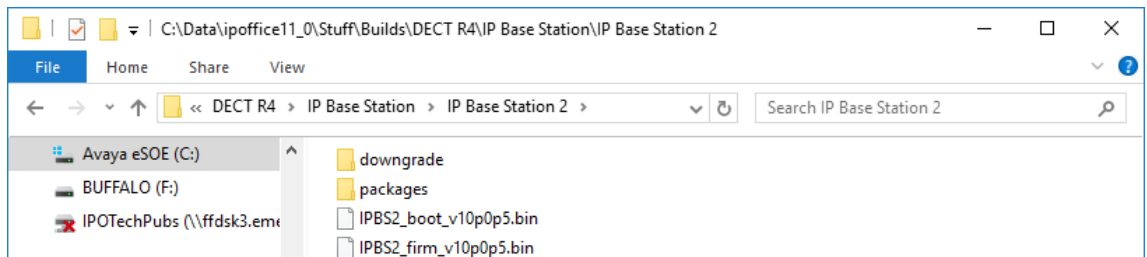 C:\Data\ipoffice11_0\Stuff\Builds\DECT R4\IP Base Station\IP Base Station 2
File Home Share View
« DECT R4 > IP Base Station > IP Base Station 2 > Search IP Base Station 2
Avaya eSOE (C:)
downgrade
BUFFALO (F:)
packages
IPOTechPubs (\\ffdsk3.eme
IPBS2_boot_v10p0p5.bin
IPBS2_firm_v10p0p5.bin